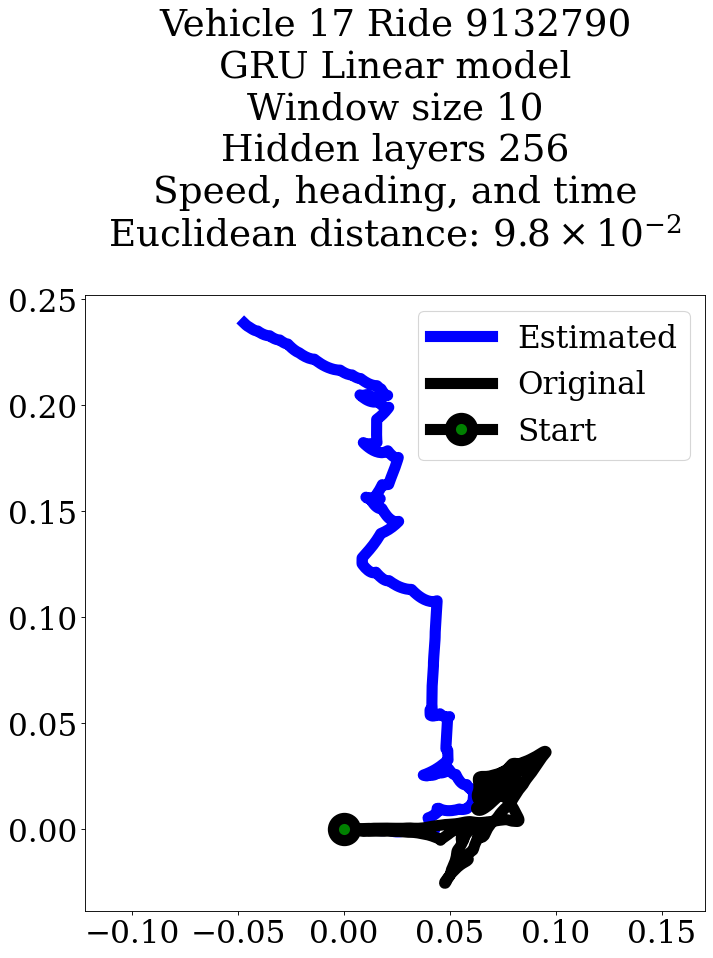 Vehicle 17 Ride 9132790
GRU Linear model
Window size 10
Hidden layers 256
Speed, heading, and time
Euclidean distance: 9.8 × 10⁻²
0.25
Estimated
Original
Start
0.20
0.15
0.10
0.05
0.00
−0.10 −0.05 0.00 0.05 0.10 0.15